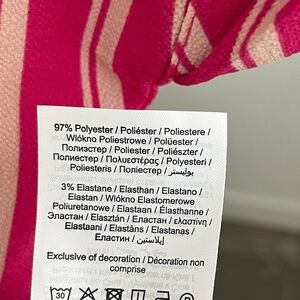 97% Polyester / Poliéster / Poliestere /
Włókno Poliestrowe / Polüester /
Полиэстер / Poliester / Poliészter /
Полиестер / Πολυεστέρας / Polyesteri /
Poliesteris / Поліестер / بوليستر
3% Elastane / Elasthan / Elastano /
Elastan / Włókno Elastomerowe
Poliuretanowe / Elastaan / Élasthanne /
Эластан / Elasztán / Еластан / ελαστίνη /
Elastaani / Elastāns / Elastanas /
Еластин / إيلاستين
Exclusive of decoration / Décoration non
comprise
30